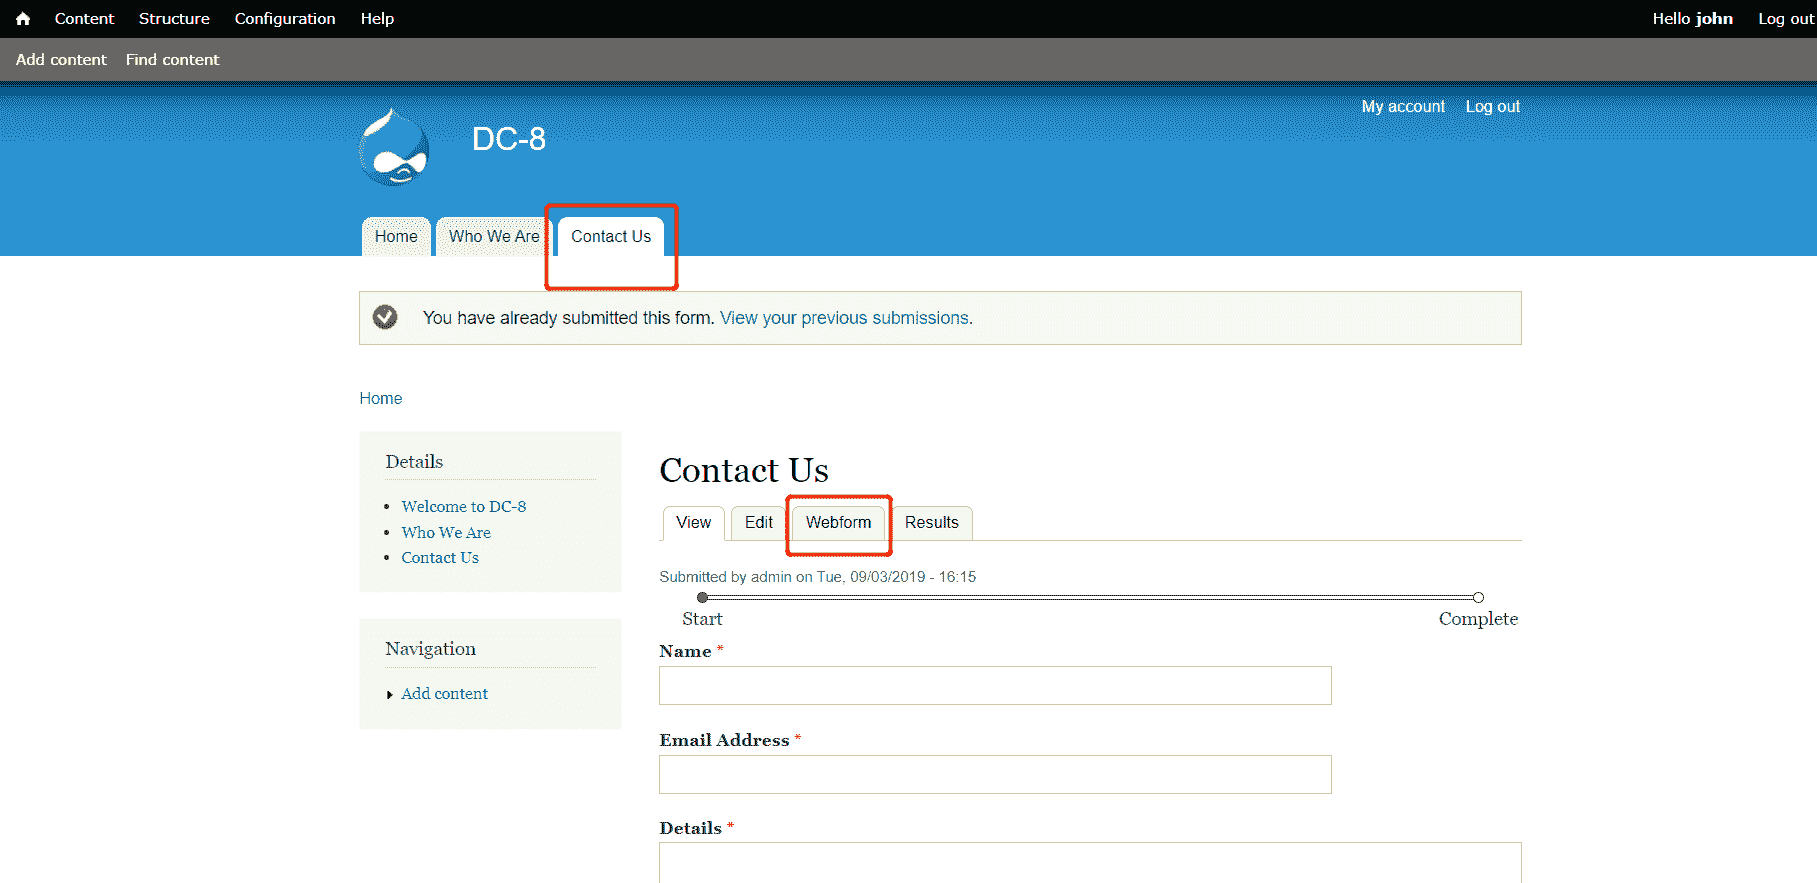 Content Structure Configuration Help Hello john Log out
Add content Find content
My account Log out
DC-8
Home Who We Are Contact Us
You have already submitted this form. View your previous submissions.
Home
Details
Welcome to DC-8
Who We Are
Contact Us
Navigation
Add content
Contact Us
View Edit Webform Results
Submitted by admin on Tue, 09/03/2019 - 16:15
Start Complete
Name *
Email Address *
Details *